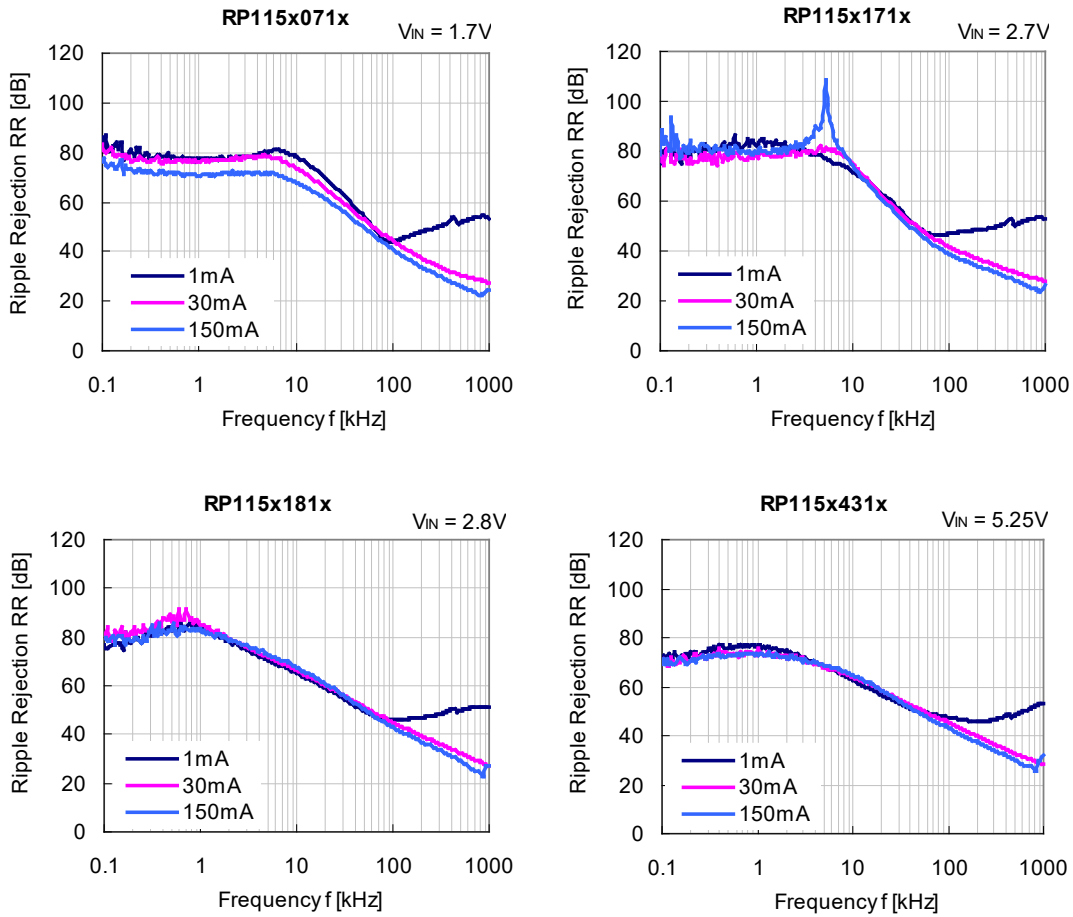 RP115x071x
VIN = 1.7V
Ripple Rejection RR [dB]
120
100
80
60
40
20
0
1mA
30mA
150mA
0.1
1
10
100
1000
Frequency f [kHz]
RP115x171x
VIN = 2.7V
Ripple Rejection RR [dB]
120
100
80
60
40
20
0
1mA
30mA
150mA
0.1
1
10
100
1000
Frequency f [kHz]
RP115x181x
VIN = 2.8V
Ripple Rejection RR [dB]
120
100
80
60
40
20
0
1mA
30mA
150mA
0.1
1
10
100
1000
Frequency f [kHz]
RP115x431x
VIN = 5.25V
Ripple Rejection RR [dB]
120
100
80
60
40
20
0
1mA
30mA
150mA
0.1
1
10
100
1000
Frequency f [kHz]